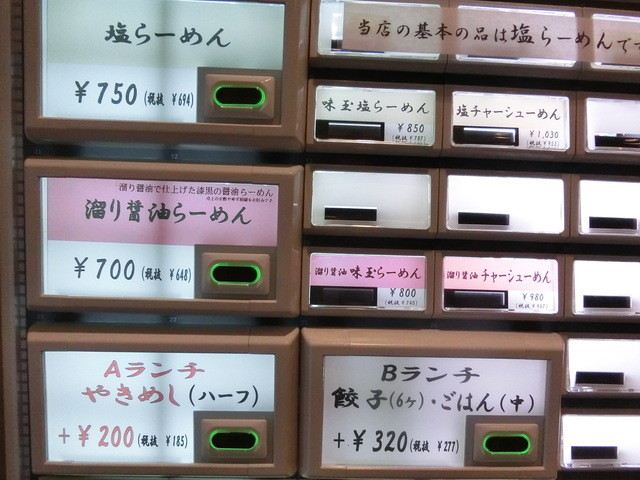 塩らーめん
¥750(税抜 ¥694)
当店の基本の品は塩らーめんです
味玉塩らーめん
¥850
塩チャーシューめん
¥1,030
溜り醤油で仕上げた漆黒の醤油らーめん
溜り醤油らーめん
¥700(税抜 ¥648)
溜り醤油 味玉らーめん
¥800
溜り醤油 チャーシューめん
¥980
Aランチ
やきめし(ハーフ)
+¥200(税抜 ¥185)
Bランチ
餃子(6ヶ)・ごはん(中)
+¥320(税抜 ¥277)